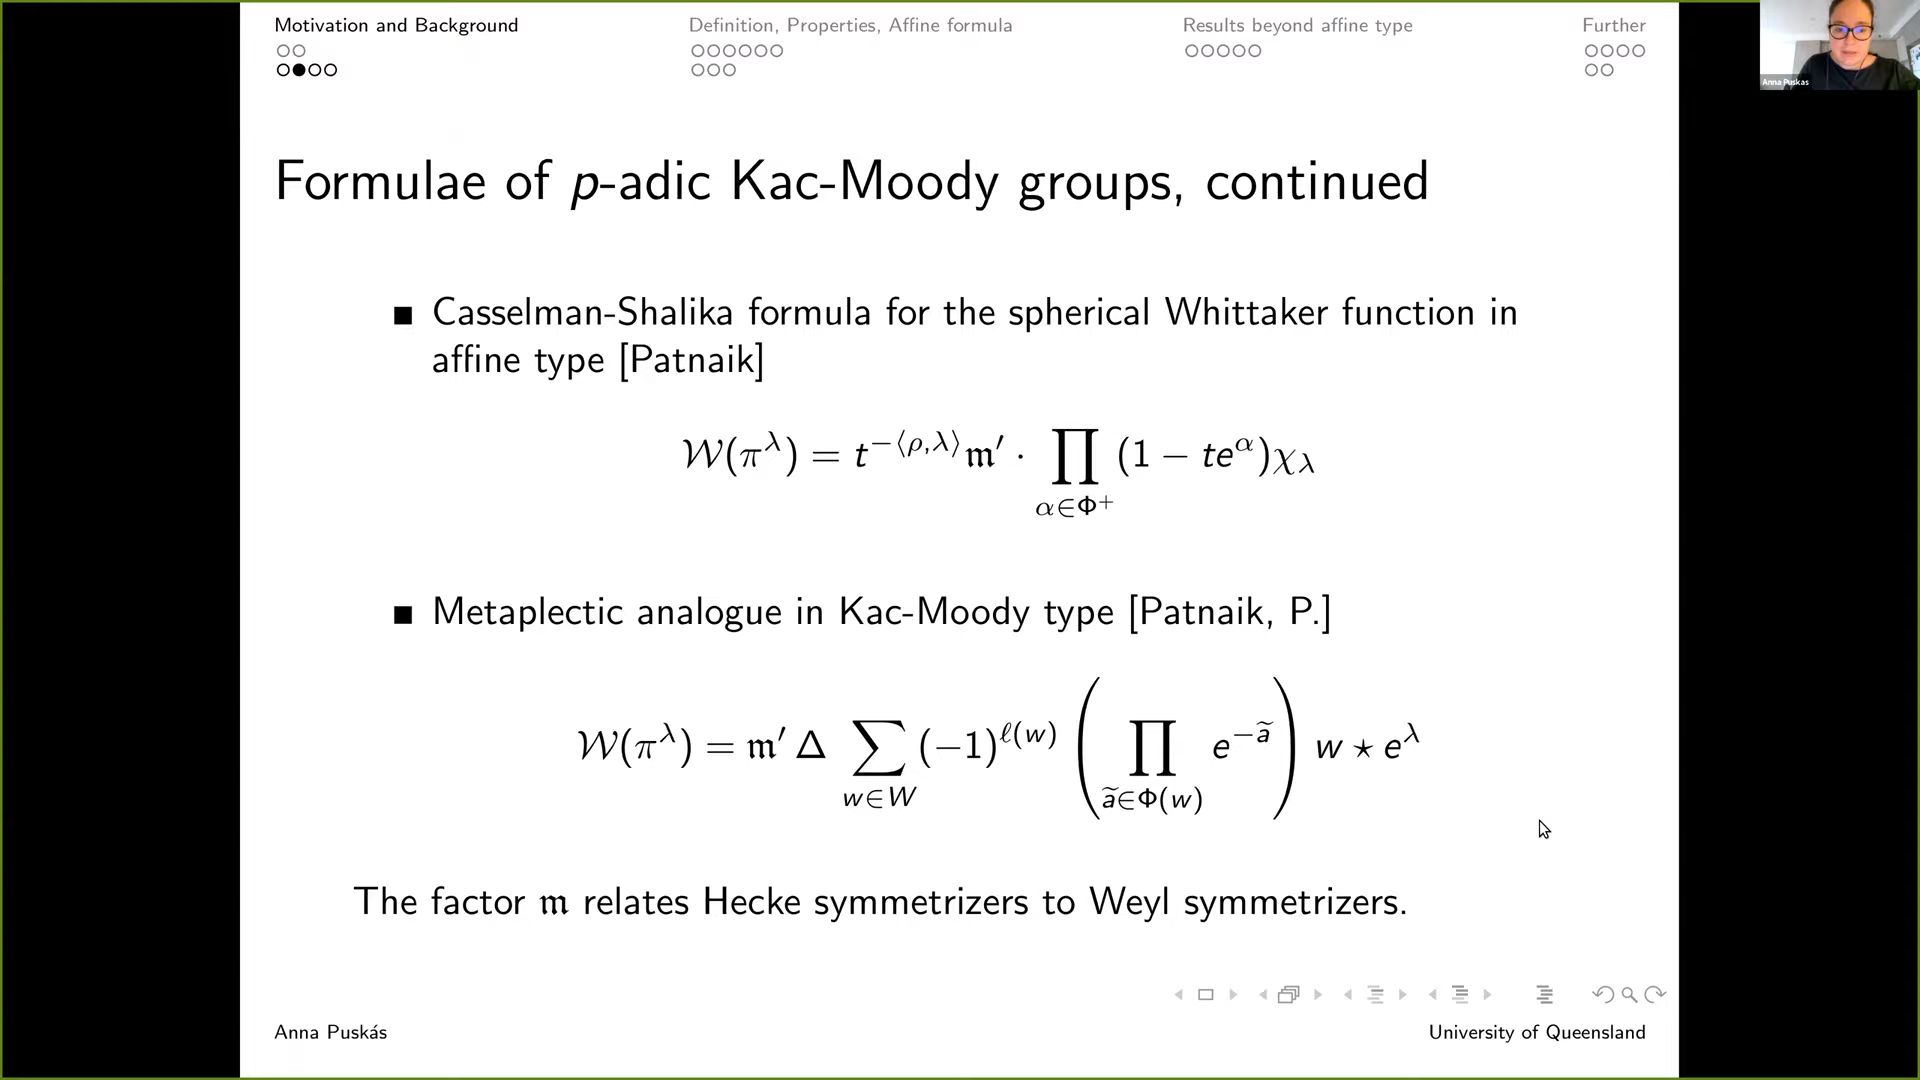 Motivation and Background
Definition, Properties, Affine formula
Results beyond affine type
Further
Anna Puskas
Formulae of p-adic Kac-Moody groups, continued
■ Casselman-Shalika formula for the spherical Whittaker function in
affine type [Patnaik]
𝒲(π^λ) = t^{−⟨ρ,λ⟩} 𝔪′ · ∏_{α∈Φ⁺} (1 − te^α)χ_λ
■ Metaplectic analogue in Kac-Moody type [Patnaik, P.]
𝒲(π^λ) = 𝔪′ Δ ∑_{w∈W} (−1)^{ℓ(w)} (∏_{ã∈Φ(w)} e^{−ã}) w ⋆ e^λ
The factor 𝔪 relates Hecke symmetrizers to Weyl symmetrizers.
Anna Puskás
University of Queensland